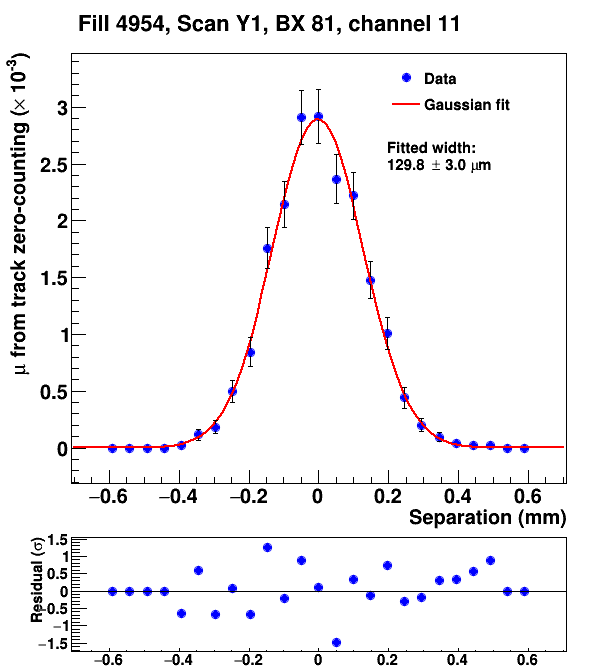 Fill 4954, Scan Y1, BX 81, channel 11
μ from track zero-counting (× 10⁻³)
Data
Gaussian fit
Fitted width:
129.8 ± 3.0 μm
3
2.5
2
1.5
1
0.5
0
−0.6 −0.4 −0.2 0 0.2 0.4 0.6
Separation (mm)
Residual (σ)
1.5
1
0.5
0
−0.5
−1
−1.5
−0.6 −0.4 −0.2 0 0.2 0.4 0.6